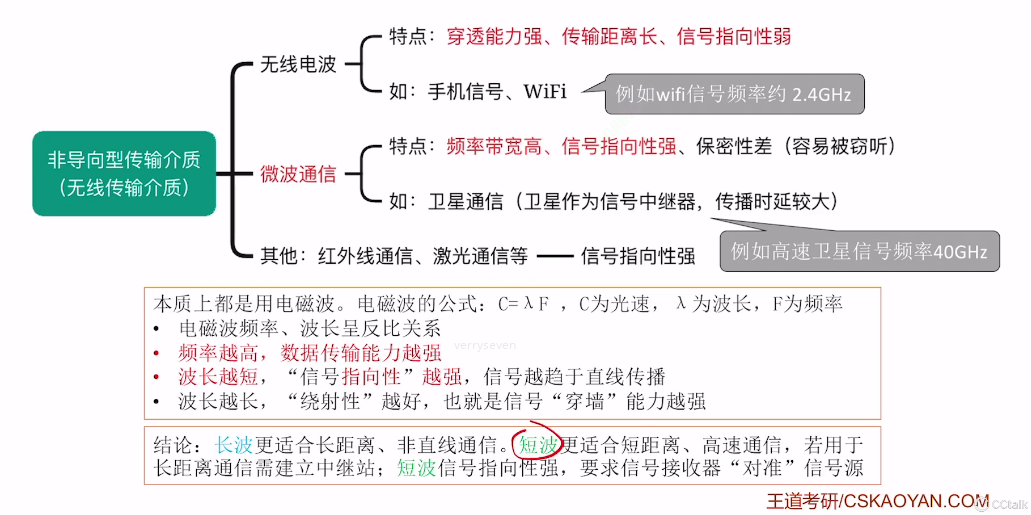 特点：穿透能力强、传输距离长、信号指向性弱
无线电波
如：手机信号、WiFi
例如wifi信号频率约 2.4GHz
非导向型传输介质
（无线传输介质）
特点：频率带宽高、信号指向性强、保密性差（容易被窃听）
微波通信
如：卫星通信（卫星作为信号中继器，传播时延较大）
例如高速卫星信号频率40GHz
其他：红外线通信、激光通信等
信号指向性强
本质上都是用电磁波。电磁波的公式：C=λF ，C为光速，λ为波长，F为频率
• 电磁波频率、波长呈反比关系
• 频率越高，数据传输能力越强
verryseven
• 波长越短，“信号指向性”越强，信号越趋于直线传播
• 波长越长，“绕射性”越好，也就是信号“穿墙”能力越强
结论：长波更适合长距离、非直线通信。短波更适合短距离、高速通信，若用于
长距离通信需建立中继站；短波信号指向性强，要求信号接收器“对准”信号源
王道考研/CSKAOYAN.COM
CCtalk